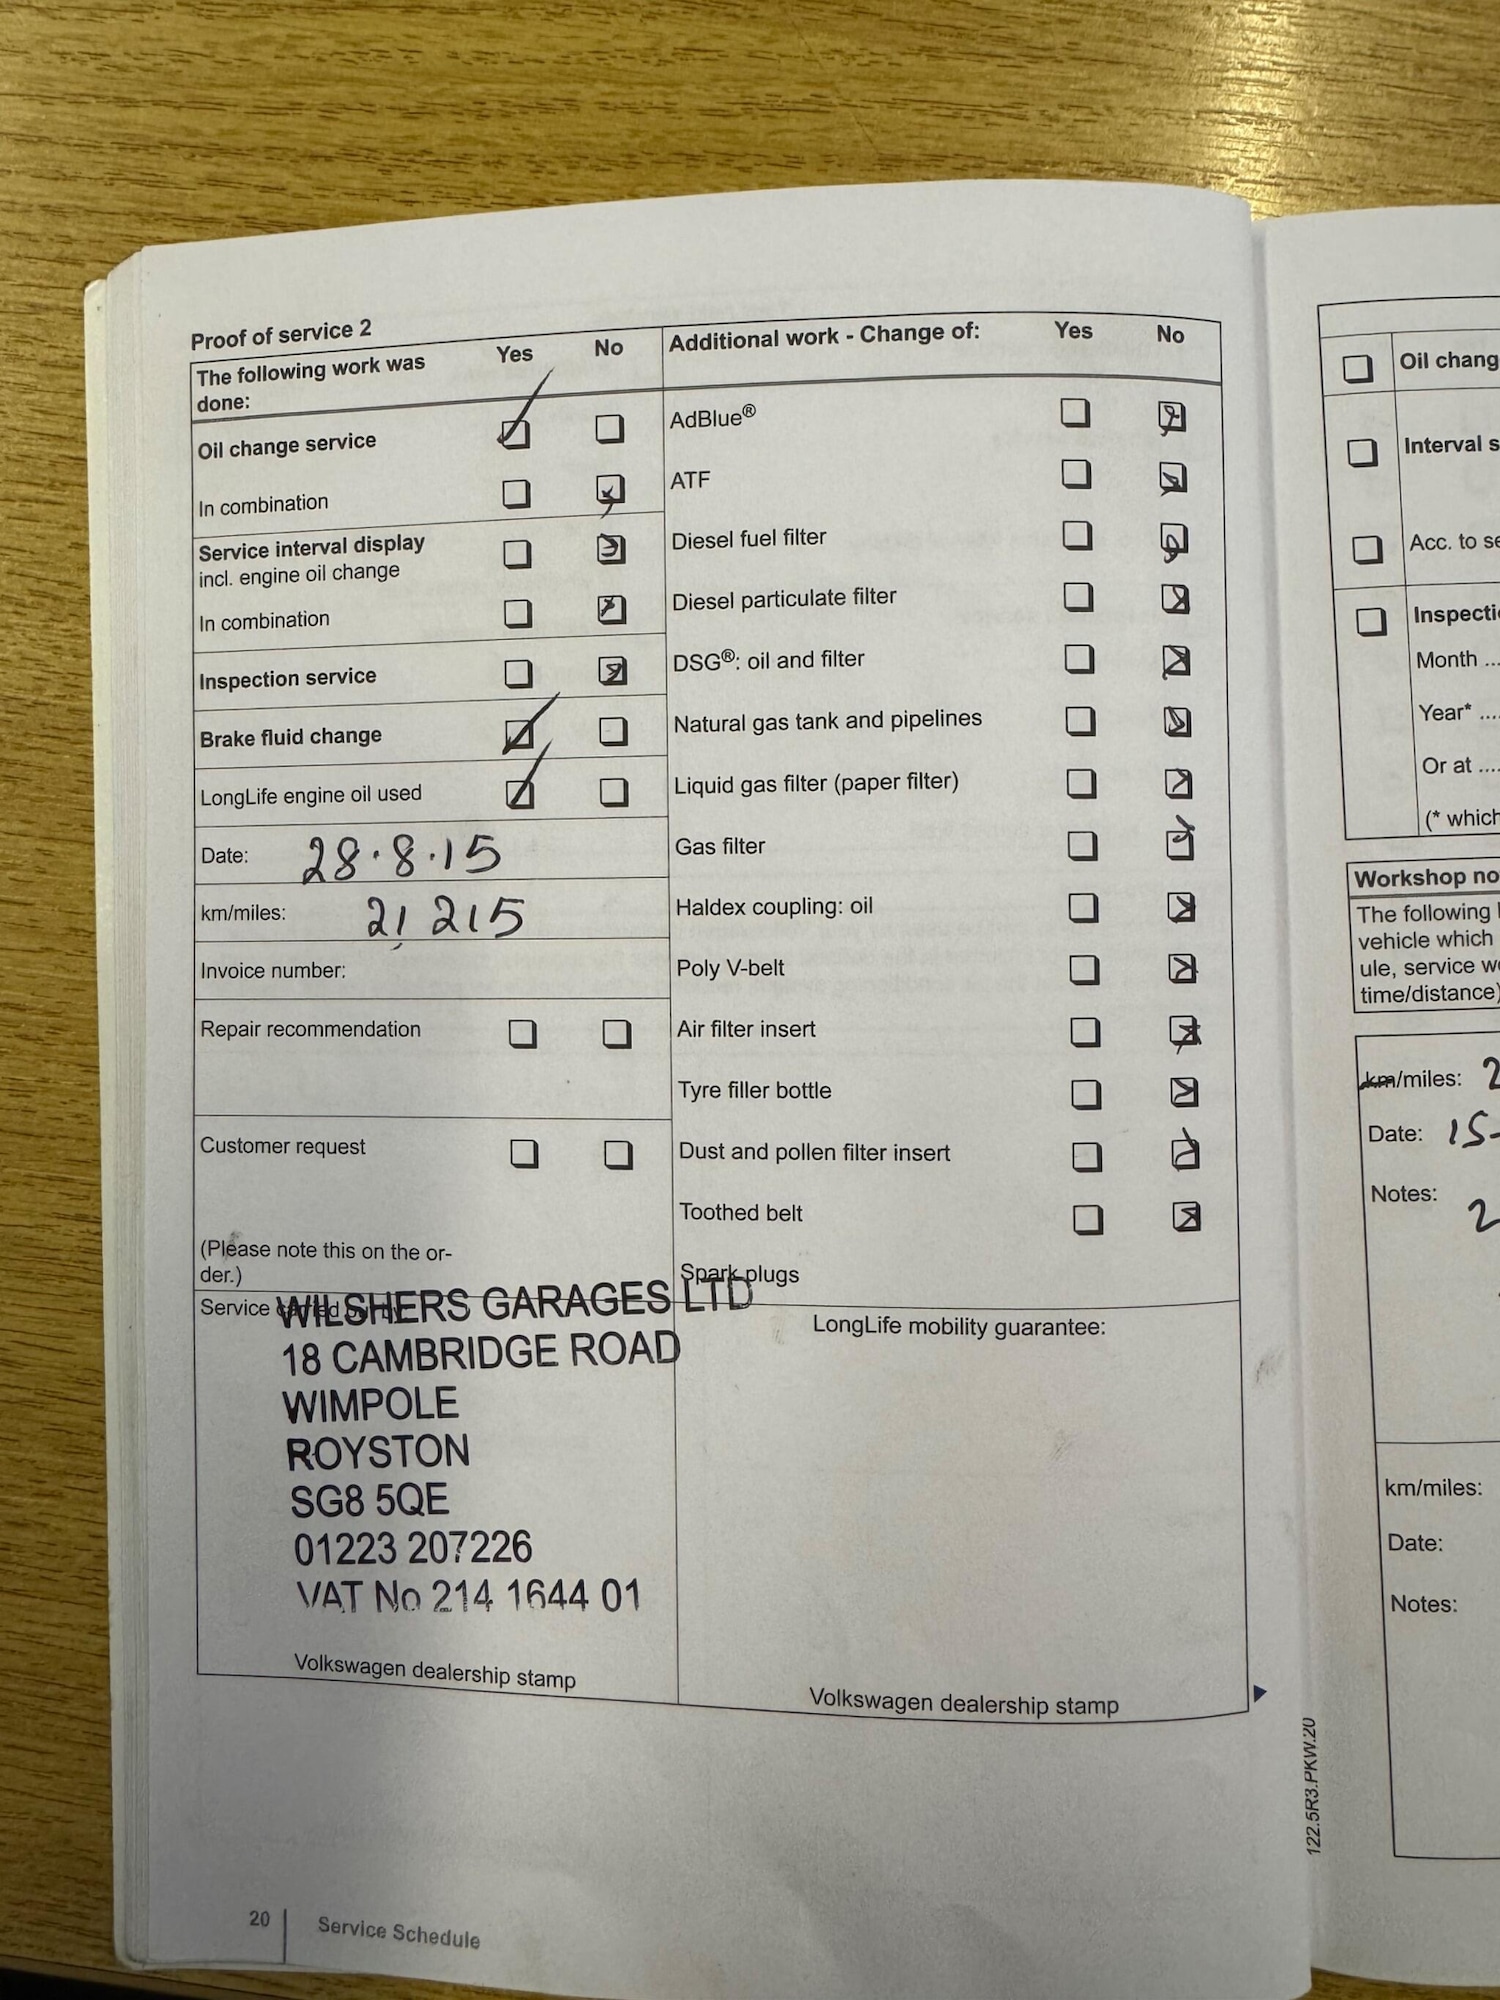 Proof of service 2
The following work was
done:
Yes No
Oil change service
In combination
Service interval display
incl. engine oil change
In combination
Inspection service
Brake fluid change
LongLife engine oil used
Date: 28.8.15
km/miles: 21,215
Invoice number:
Repair recommendation
Customer request
(Please note this on the or-
der.)
Service carried out by:
WILSHERS GARAGES LTD
18 CAMBRIDGE ROAD
WIMPOLE
ROYSTON
SG8 5QE
01223 207226
VAT No 214 1644 01
Volkswagen dealership stamp
Additional work - Change of: Yes No
AdBlue®
ATF
Diesel fuel filter
Diesel particulate filter
DSG®: oil and filter
Natural gas tank and pipelines
Liquid gas filter (paper filter)
Gas filter
Haldex coupling: oil
Poly V-belt
Air filter insert
Tyre filler bottle
Dust and pollen filter insert
Toothed belt
Spark plugs
LongLife mobility guarantee:
Volkswagen dealership stamp
20 Service Schedule
122.5R3.PKW.20
Oil chang
Interval s
Acc. to se
Inspecti
Month ...
Year* ....
Or at ....
(* which
Workshop no
The following
vehicle which
ule, service w
time/distance)
km/miles: 2
Date: 15-
Notes:
2
km/miles:
Date:
Notes: